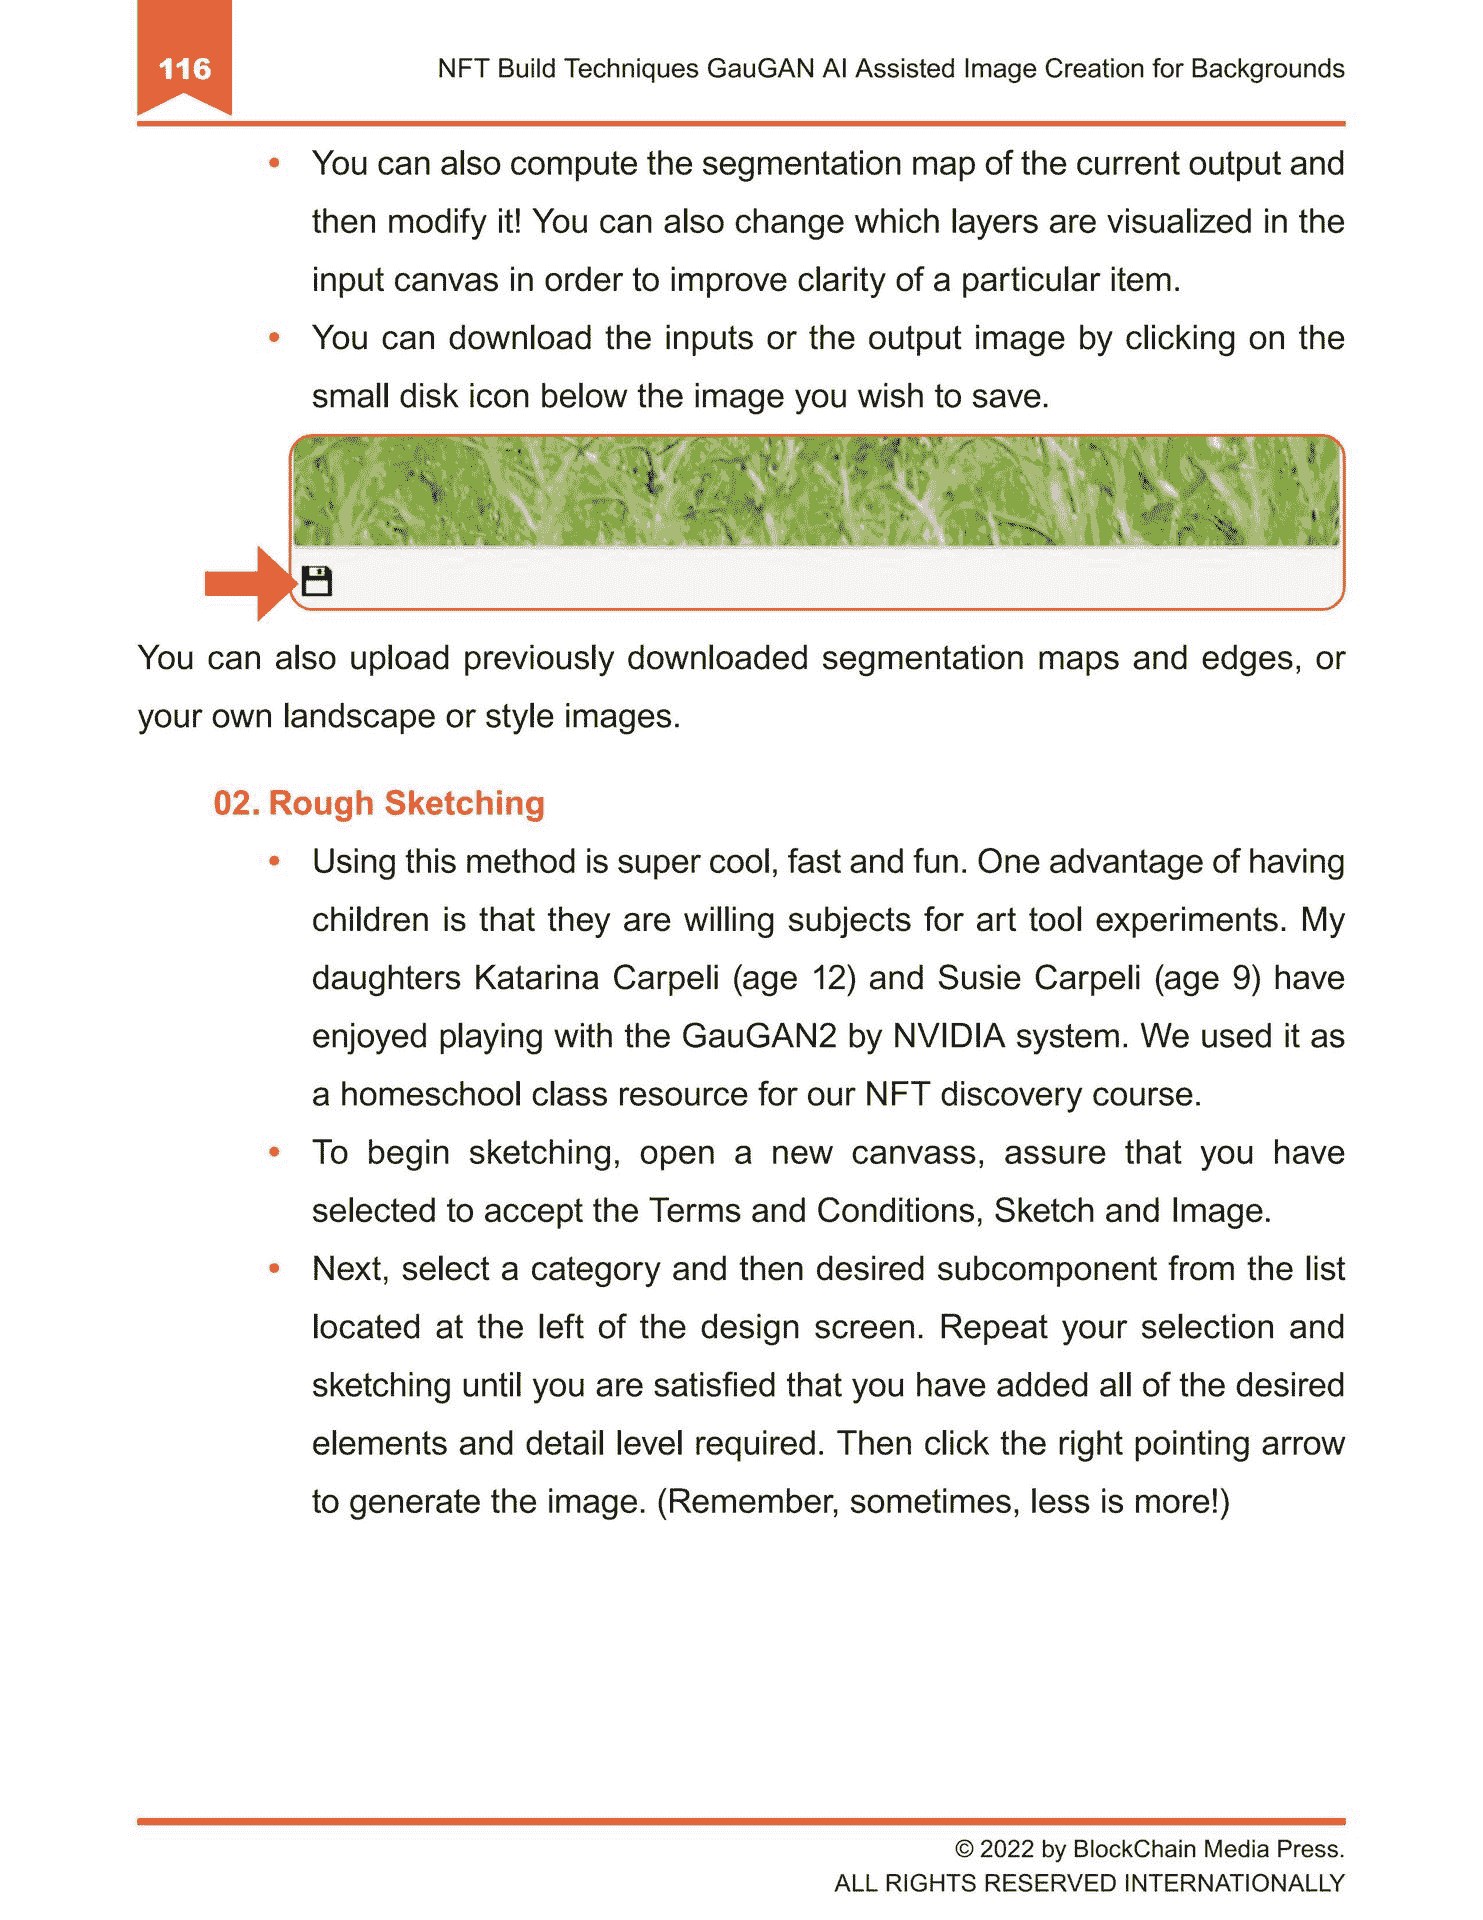 116
NFT Build Techniques GauGAN AI Assisted Image Creation for Backgrounds
• You can also compute the segmentation map of the current output and
then modify it! You can also change which layers are visualized in the
input canvas in order to improve clarity of a particular item.
• You can download the inputs or the output image by clicking on the
small disk icon below the image you wish to save.
You can also upload previously downloaded segmentation maps and edges, or
your own landscape or style images.
02. Rough Sketching
• Using this method is super cool, fast and fun. One advantage of having
children is that they are willing subjects for art tool experiments. My
daughters Katarina Carpeli (age 12) and Susie Carpeli (age 9) have
enjoyed playing with the GauGAN2 by NVIDIA system. We used it as
a homeschool class resource for our NFT discovery course.
• To begin sketching, open a new canvass, assure that you have
selected to accept the Terms and Conditions, Sketch and Image.
• Next, select a category and then desired subcomponent from the list
located at the left of the design screen. Repeat your selection and
sketching until you are satisfied that you have added all of the desired
elements and detail level required. Then click the right pointing arrow
to generate the image. (Remember, sometimes, less is more!)
© 2022 by BlockChain Media Press.
ALL RIGHTS RESERVED INTERNATIONALLY